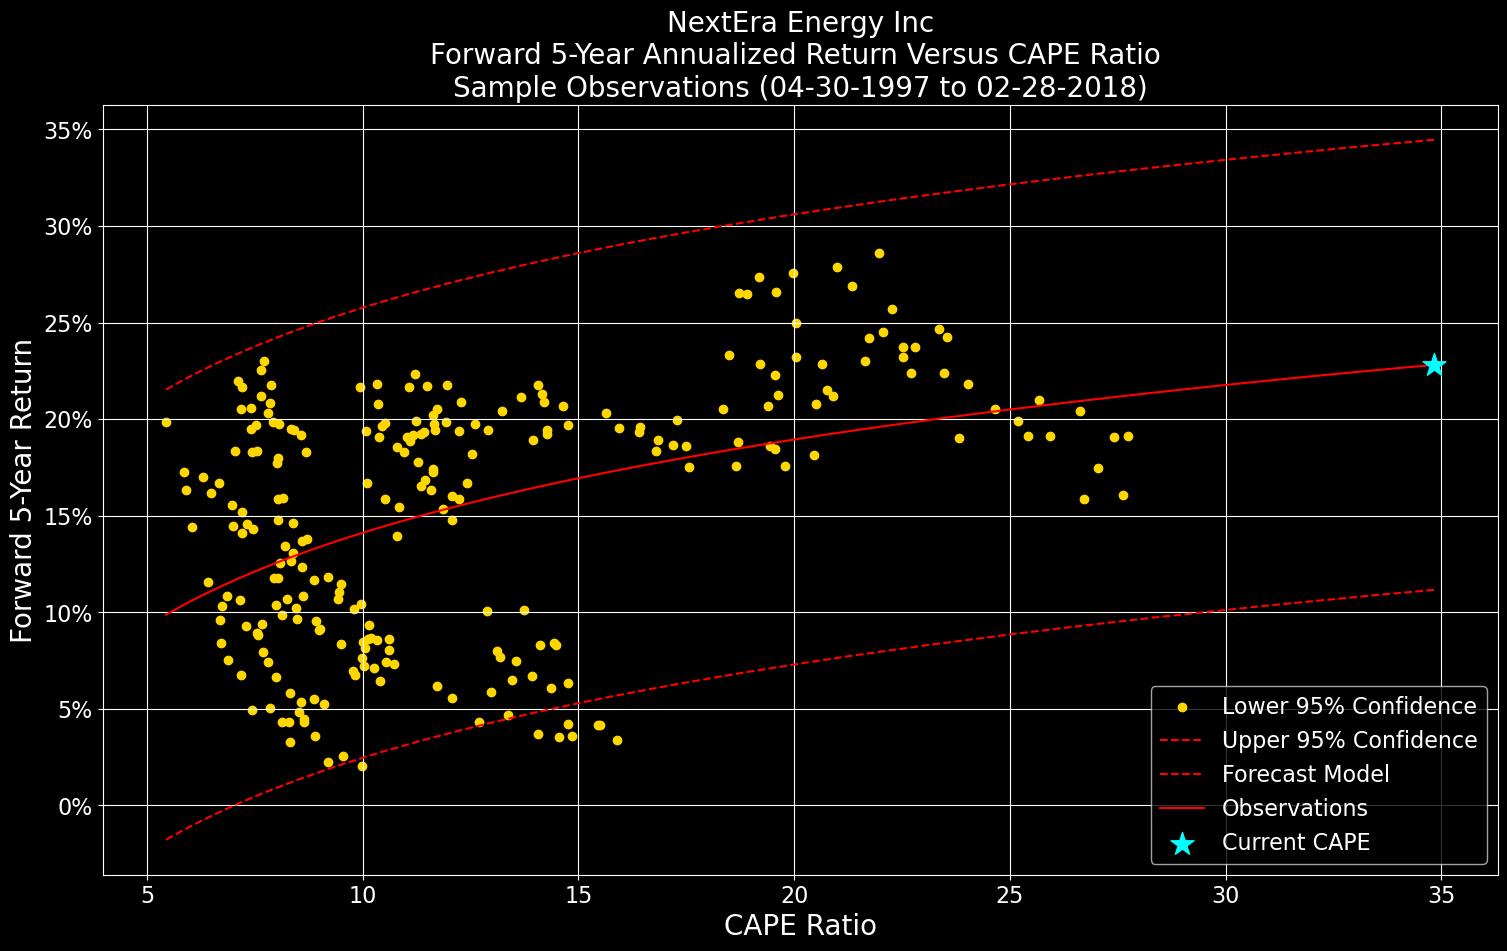 NextEra Energy Inc
Forward 5-Year Annualized Return Versus CAPE Ratio
Sample Observations (04-30-1997 to 02-28-2018)
35%
30%
25%
20%
15%
10%
5%
0%
Forward 5-Year Return
Lower 95% Confidence
Upper 95% Confidence
Forecast Model
Observations
Current CAPE
5
10
15
20
25
30
35
CAPE Ratio